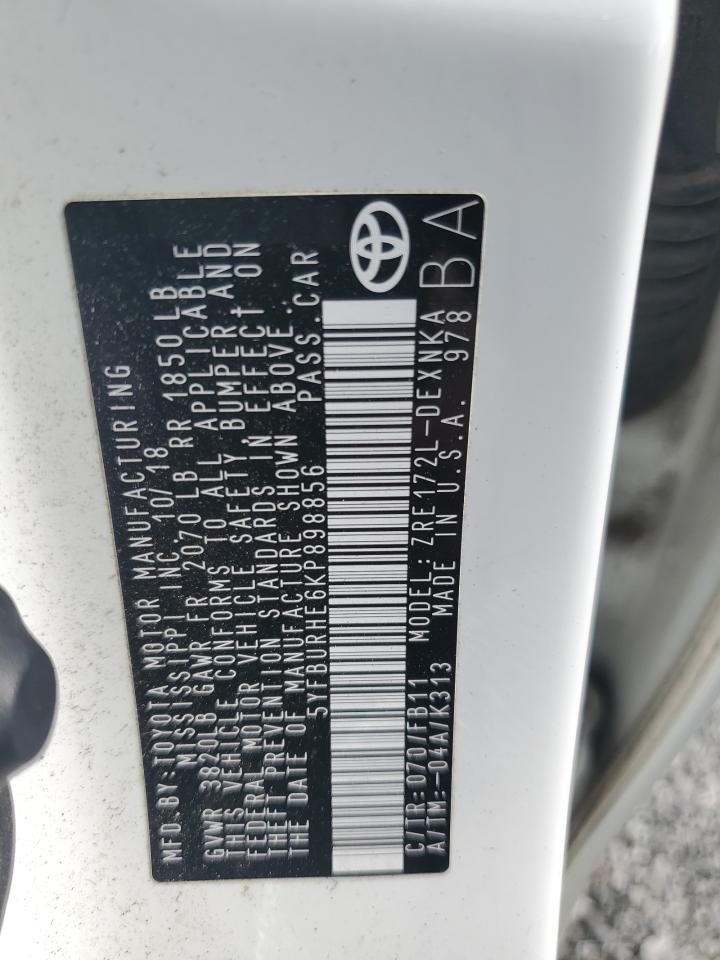 MFD.BY:TOYOTA MOTOR MANUFACTURING
MISSISSIPPI INC.10/18
GVWR 3820LB GAWR FR 2070 LB RR 1850 LB
THIS VEHICLE CONFORMS TO ALL APPLICABLE
FEDERAL MOTOR VEHICLE SAFETY, BUMPER AND
THEFT PREVENTION STANDARDS IN EFFECT ON
THE DATE OF MANUFACTURE SHOWN ABOVE.
5YFBURHE6KP898856 PASS.CAR
C/TR:070/FB11 MODEL:ZRE172L-DEXNKA
A/TM:-04A/K313 MADE IN U.S.A. 978
BA